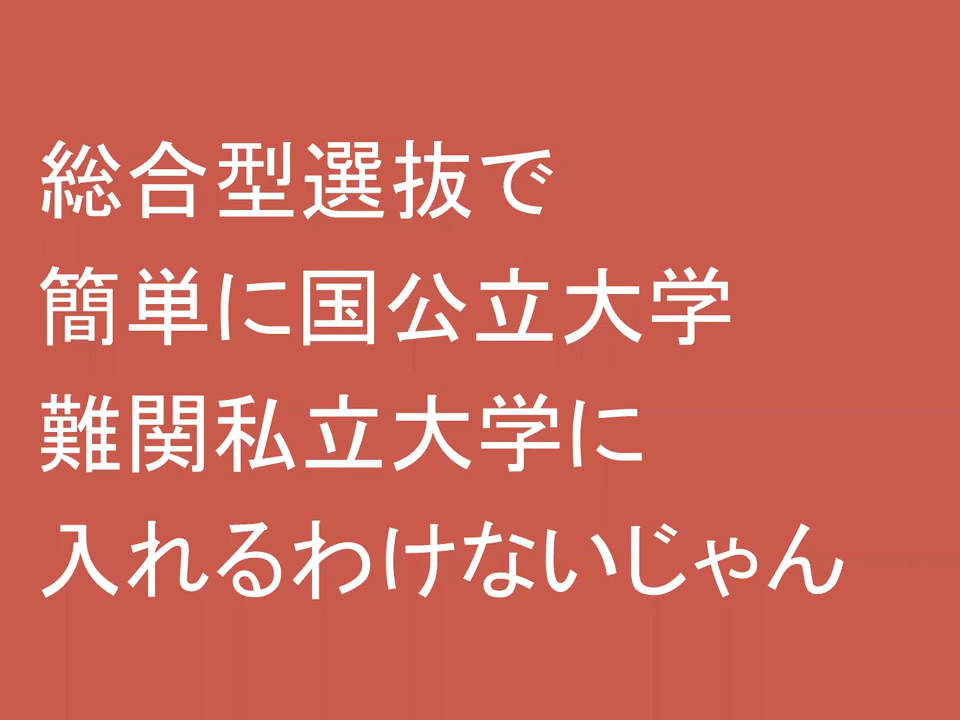 総合型選抜で
簡単に国公立大学
難関私立大学に
入れるわけないじゃん